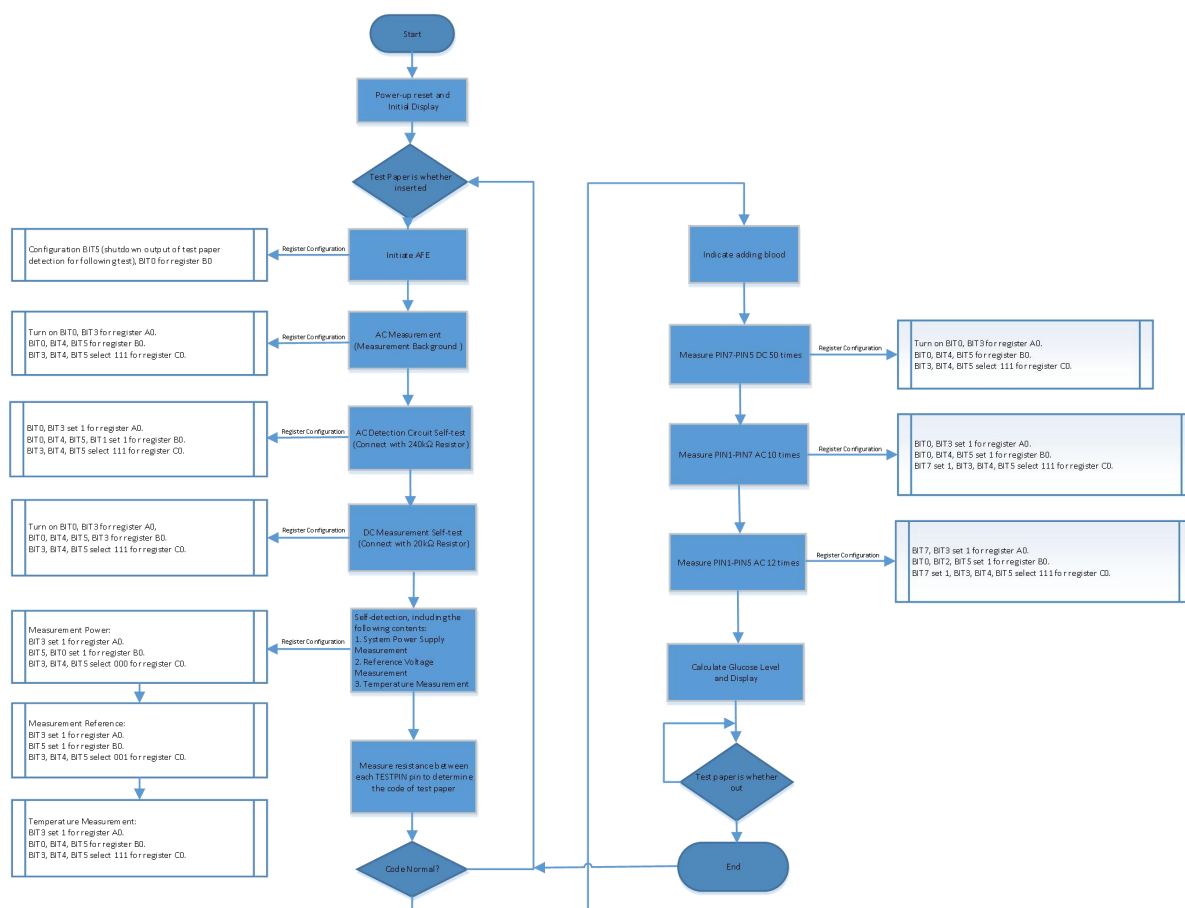 Start
Power-up reset and
Initial Display
Test Paper is whether
inserted
Configuration BIT5 (shutdown output of test paper
detection for following test), BIT0 for register B0
Register Configuration
Initiate AFE
Turn on BIT0, BIT3 for register A0.
BIT0, BIT4, BIT5 for register B0.
BIT3, BIT4, BIT5 select 111 for register C0.
Register Configuration
AC Measurement
(Measurement Background )
BIT0, BIT3 set 1 for register A0.
BIT0, BIT4, BIT5, BIT1 set 1 for register B0.
BIT3, BIT4, BIT5 select 111 for register C0.
Register Configuration
AC Detection Circuit Self-test
(Connect with 240kΩ Resistor)
Turn on BIT0, BIT3 for register A0,
BIT0, BIT4, BIT5, BIT3 for register B0.
BIT3, BIT4, BIT5 select 111 for register C0.
Register Configuration
DC Measurement Self-test
(Connect with 20kΩ Resistor)
Measurement Power:
BIT3 set 1 for register A0.
BIT5, BIT0 set 1 for register B0.
BIT3, BIT4, BIT5 select 000 for register C0.
Register Configuration
Self-detection, including the
following contents:
1. System Power Supply
Measurement
2. Reference Voltage
Measurement
3. Temperature Measurement
Measurement Reference:
BIT3 set 1 for register A0.
BIT5 set 1 for register B0.
BIT3, BIT4, BIT5 select 001 for register C0.
Temperature Measurement:
BIT3 set 1 for register A0.
BIT0, BIT4, BIT5 for register B0.
BIT3, BIT4, BIT5 select 111 for register C0.
Measure resistance between
each TESTPIN pin to determine
the code of test paper
Code Normal?
Indicate adding blood
Measure PIN7-PIN5 DC 50 times
Register Configuration
Turn on BIT0, BIT3 for register A0.
BIT0, BIT4, BIT5 for register B0.
BIT3, BIT4, BIT5 select 111 for register C0.
Measure PIN1-PIN7 AC 10 times
Register Configuration
BIT0, BIT3 set 1 for register A0.
BIT0, BIT4, BIT5 set 1 for register B0.
BIT7 set 1, BIT3, BIT4, BIT5 select 111 for register C0.
Measure PIN1-PIN5 AC 12 times
Register Configuration
BIT7, BIT3 set 1 for register A0.
BIT0, BIT2, BIT5 set 1 for register B0.
BIT7 set 1, BIT3, BIT4, BIT5 select 111 for register C0.
Calculate Glucose Level
and Display
Test paper is whether
out
End